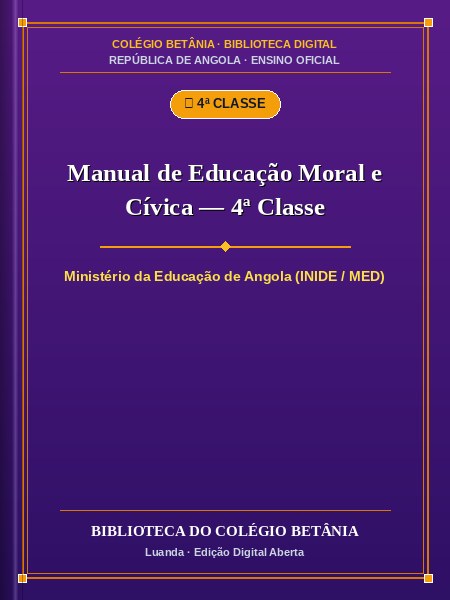 COLÉGIO BETÂNIA · BIBLIOTECA DIGITAL
REPÚBLICA DE ANGOLA · ENSINO OFICIAL
4ª CLASSE
Manual de Educação Moral e
Cívica — 4ª Classe
Ministério da Educação de Angola (INIDE / MED)
BIBLIOTECA DO COLÉGIO BETÂNIA
Luanda · Edição Digital Aberta